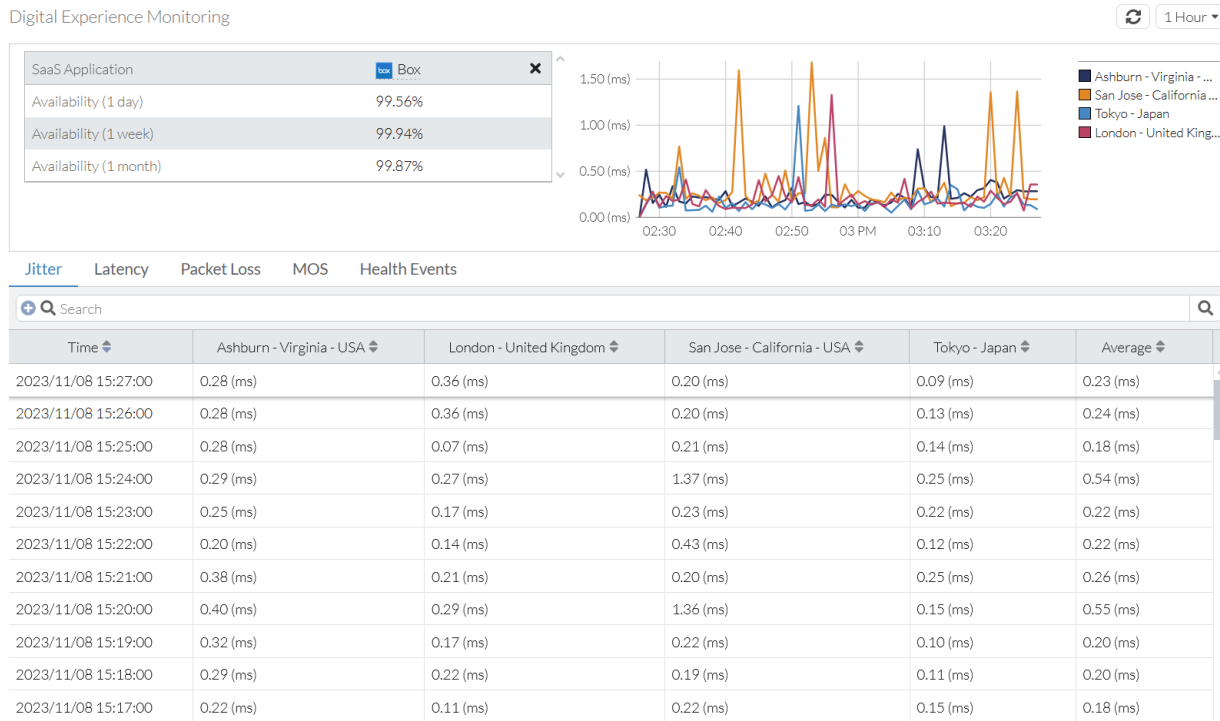 Digital Experience Monitoring
1 Hour
SaaS Application box Box
Availability (1 day) 99.56%
Availability (1 week) 99.94%
Availability (1 month) 99.87%
1.50 (ms)
1.00 (ms)
0.50 (ms)
0.00 (ms)
02:30 02:40 02:50 03 PM 03:10 03:20
Ashburn - Virginia - ...
San Jose - California ...
Tokyo - Japan
London - United King...
Jitter Latency Packet Loss MOS Health Events
Search
Time Ashburn - Virginia - USA London - United Kingdom San Jose - California - USA Tokyo - Japan Average
2023/11/08 15:27:00 0.28 (ms) 0.36 (ms) 0.20 (ms) 0.09 (ms) 0.23 (ms)
2023/11/08 15:26:00 0.28 (ms) 0.36 (ms) 0.20 (ms) 0.13 (ms) 0.24 (ms)
2023/11/08 15:25:00 0.28 (ms) 0.07 (ms) 0.21 (ms) 0.14 (ms) 0.18 (ms)
2023/11/08 15:24:00 0.29 (ms) 0.27 (ms) 1.37 (ms) 0.25 (ms) 0.54 (ms)
2023/11/08 15:23:00 0.25 (ms) 0.17 (ms) 0.23 (ms) 0.22 (ms) 0.22 (ms)
2023/11/08 15:22:00 0.20 (ms) 0.14 (ms) 0.43 (ms) 0.12 (ms) 0.22 (ms)
2023/11/08 15:21:00 0.38 (ms) 0.21 (ms) 0.20 (ms) 0.25 (ms) 0.26 (ms)
2023/11/08 15:20:00 0.40 (ms) 0.29 (ms) 1.36 (ms) 0.15 (ms) 0.55 (ms)
2023/11/08 15:19:00 0.32 (ms) 0.17 (ms) 0.22 (ms) 0.10 (ms) 0.20 (ms)
2023/11/08 15:18:00 0.29 (ms) 0.22 (ms) 0.19 (ms) 0.11 (ms) 0.20 (ms)
2023/11/08 15:17:00 0.22 (ms) 0.11 (ms) 0.22 (ms) 0.15 (ms) 0.18 (ms)